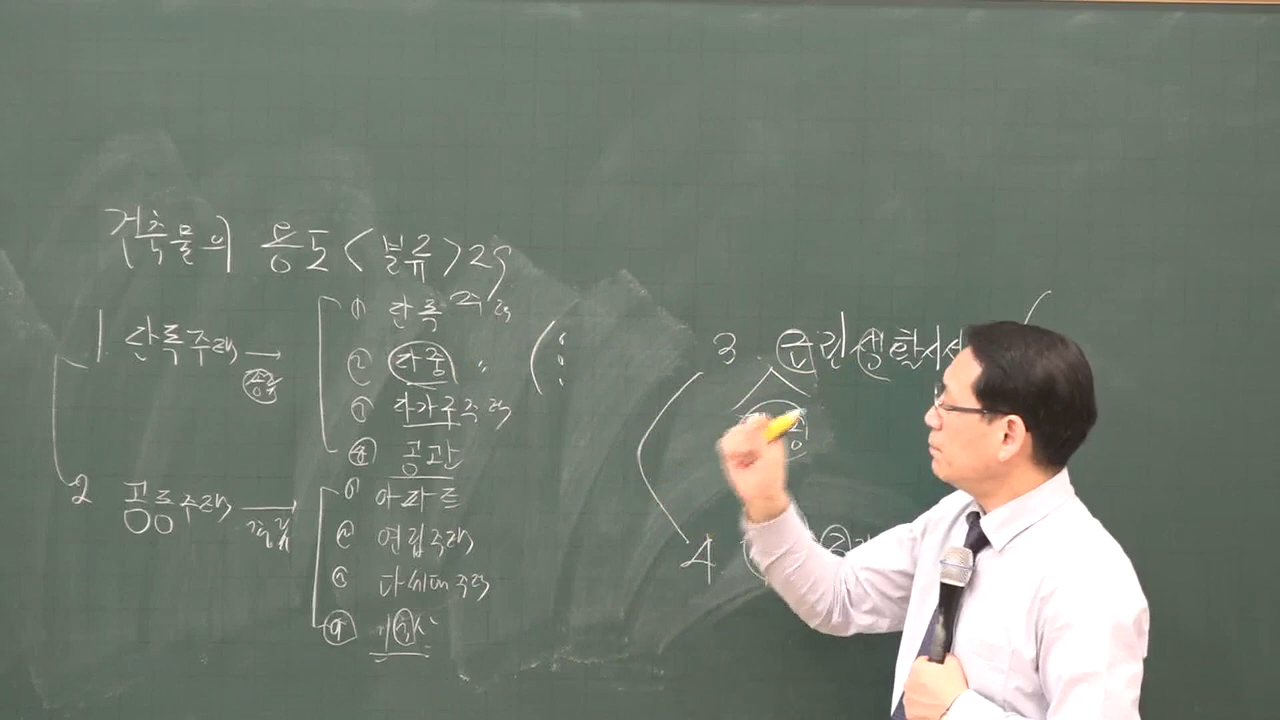 건축물의 용도 <분류> 29
1. 단독주택 →
① 단독주택
② 다중 〃
③ 다가구주택
④ 공관
2 공동주택 →
① 아파트
② 연립주택
③ 다세대주택
④ 기숙사
3 근린생활시설
4